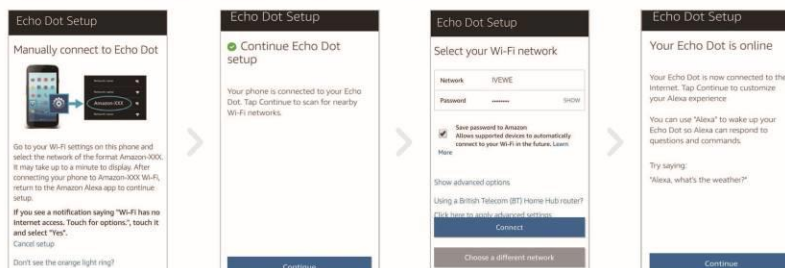 Echo Dot Setup
Manually connect to Echo Dot
Amazon-XXX
Go to your Wi-Fi settings on this phone and
select the network of the format Amazon-XXX.
It may take up to a minute to display. After
connecting your phone to Amazon-XXX Wi-Fi,
return to the Amazon Alexa app to continue
setup.
If you see a notification saying "Wi-Fi has no
Internet access. Touch for options.", touch it
and select "Yes".
Cancel setup
Don't see the orange light ring?
Echo Dot Setup
Continue Echo Dot
setup
Your phone is connected to your Echo
Dot. Tap Continue to scan for nearby
Wi-Fi networks.
Continue
Echo Dot Setup
Select your Wi-Fi network
Network IVEWE
Password ········ SHOW
Save password to Amazon
Allows supported devices to automatically
connect to your Wi-Fi in the future. Learn
More
Show advanced options
Using a British Telecom (BT) Home Hub router?
Click here to apply advanced settings
Connect
Choose a different network
Echo Dot Setup
Your Echo Dot is online
Your Echo Dot is now connected to the
Internet. Tap Continue to customize
your Alexa experience
You can use "Alexa" to wake up your
Echo Dot so Alexa can respond to
questions and commands.
Try saying:
"Alexa, what's the weather?"
Continue